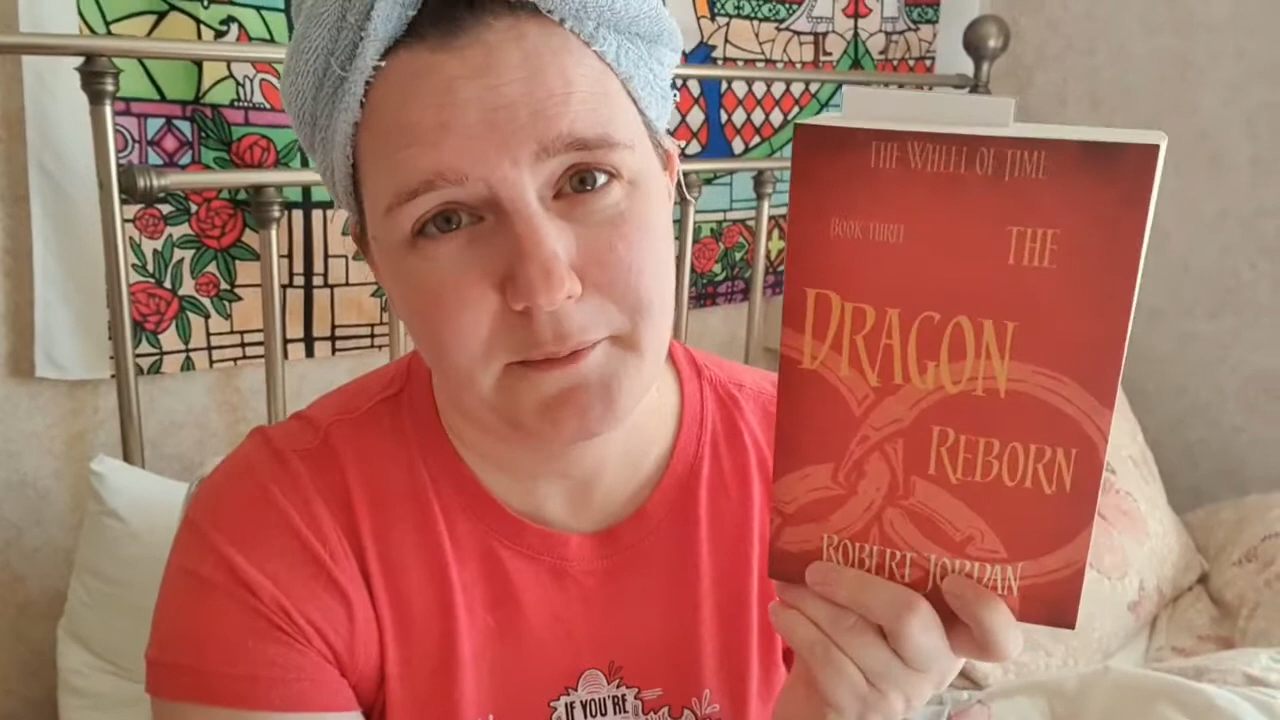 THE WHEEL OF TIME
BOOK THREE
THE
DRAGON
REBORN
ROBERT JORDAN
IF YOU'RE